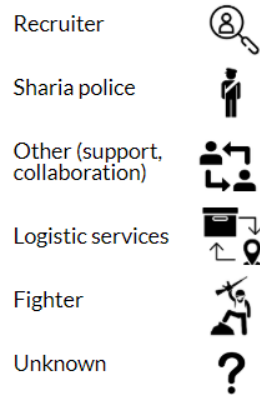 Recruiter
Sharia police
Other (support,
collaboration)
Logistic services
Fighter
Unknown
?